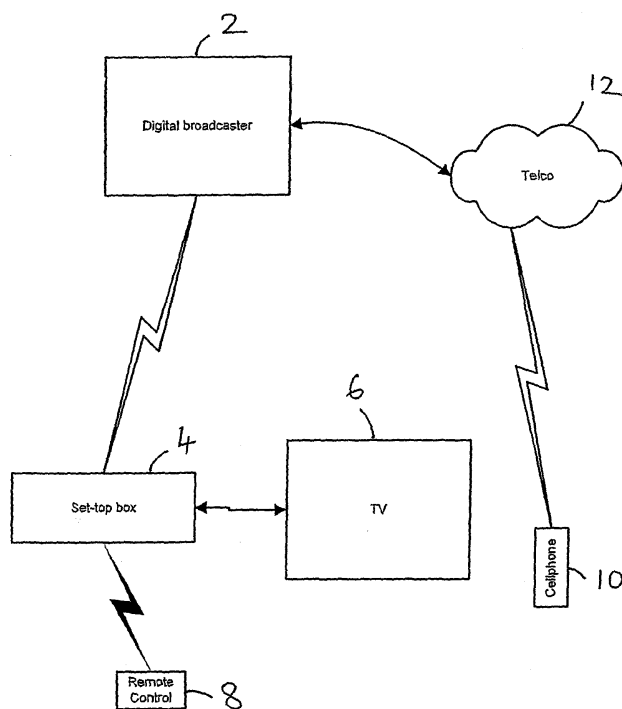 2
Digital broadcaster
12
Telco
6
4
Set-top box
TV
Cellphone
10
Remote
Control
8